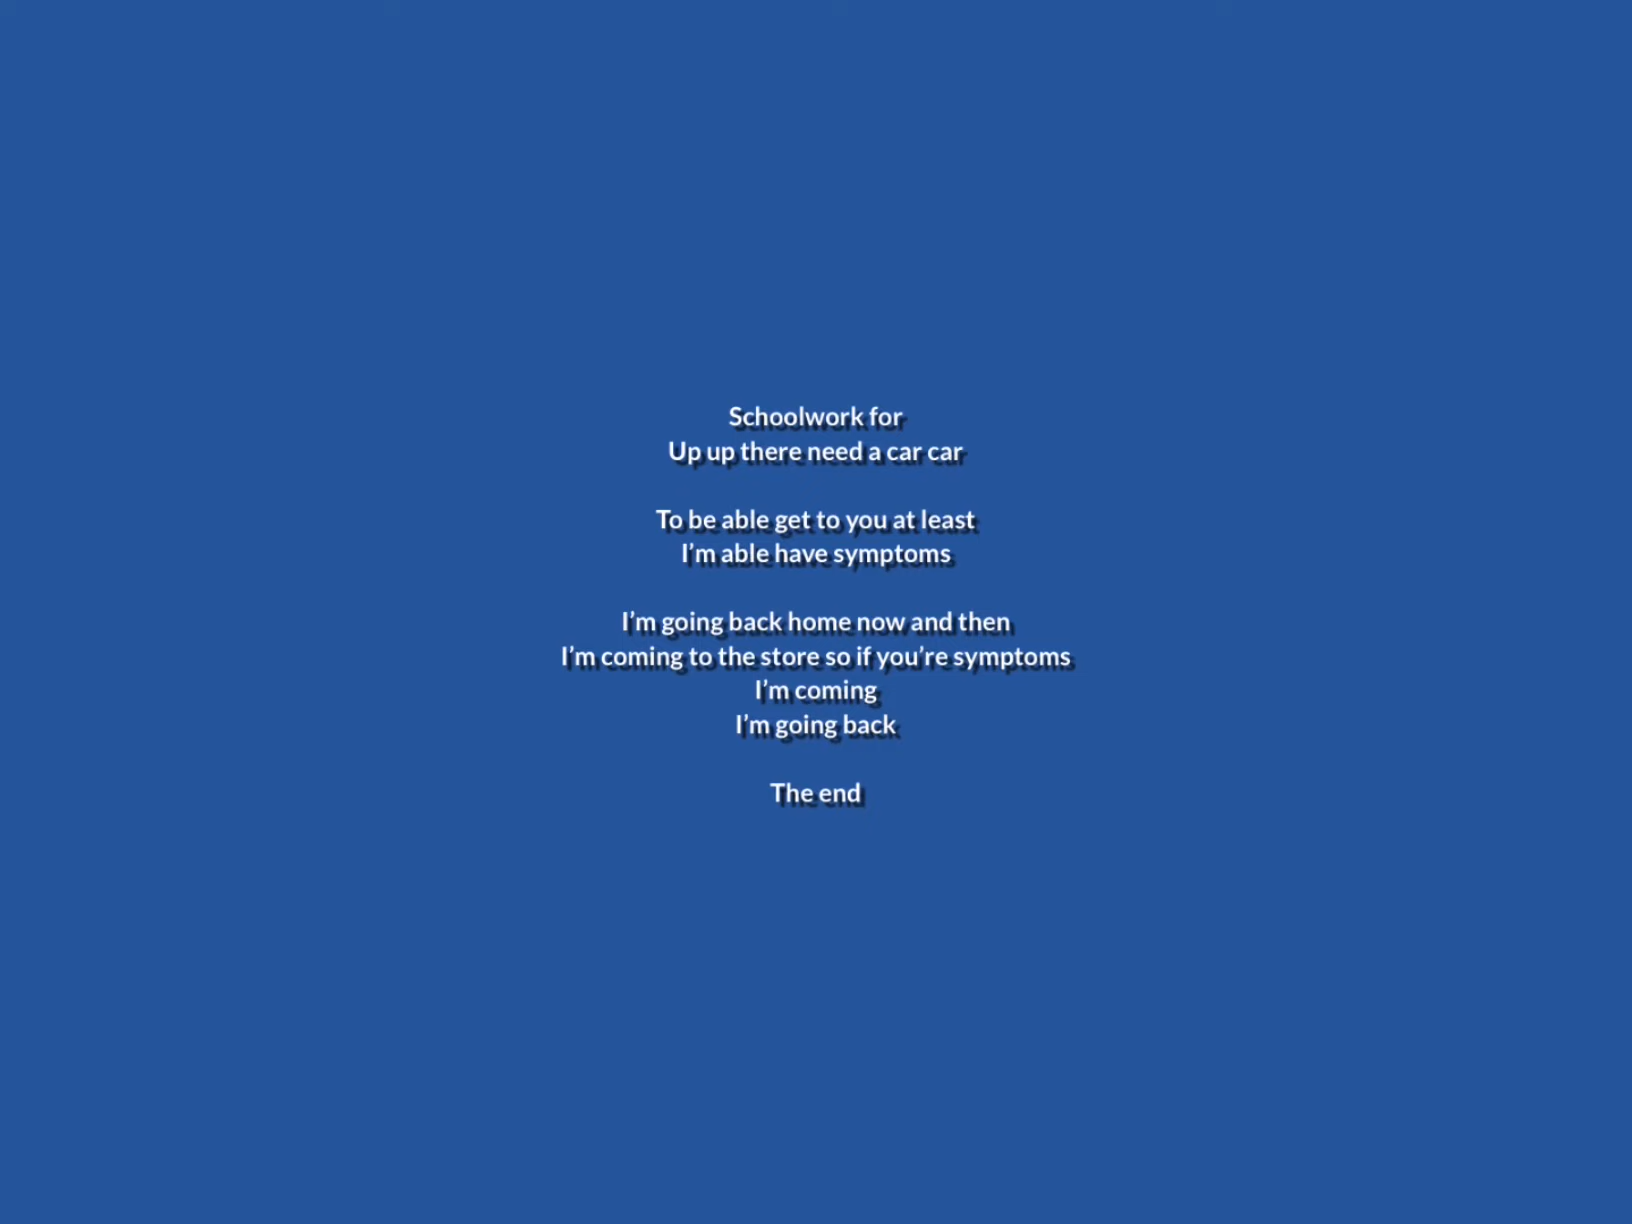 Schoolwork for
Up up there need a car car
To be able get to you at least
I’m able have symptoms
I’m going back home now and then
I’m coming to the store so if you’re symptoms
I’m coming
I’m going back
The end